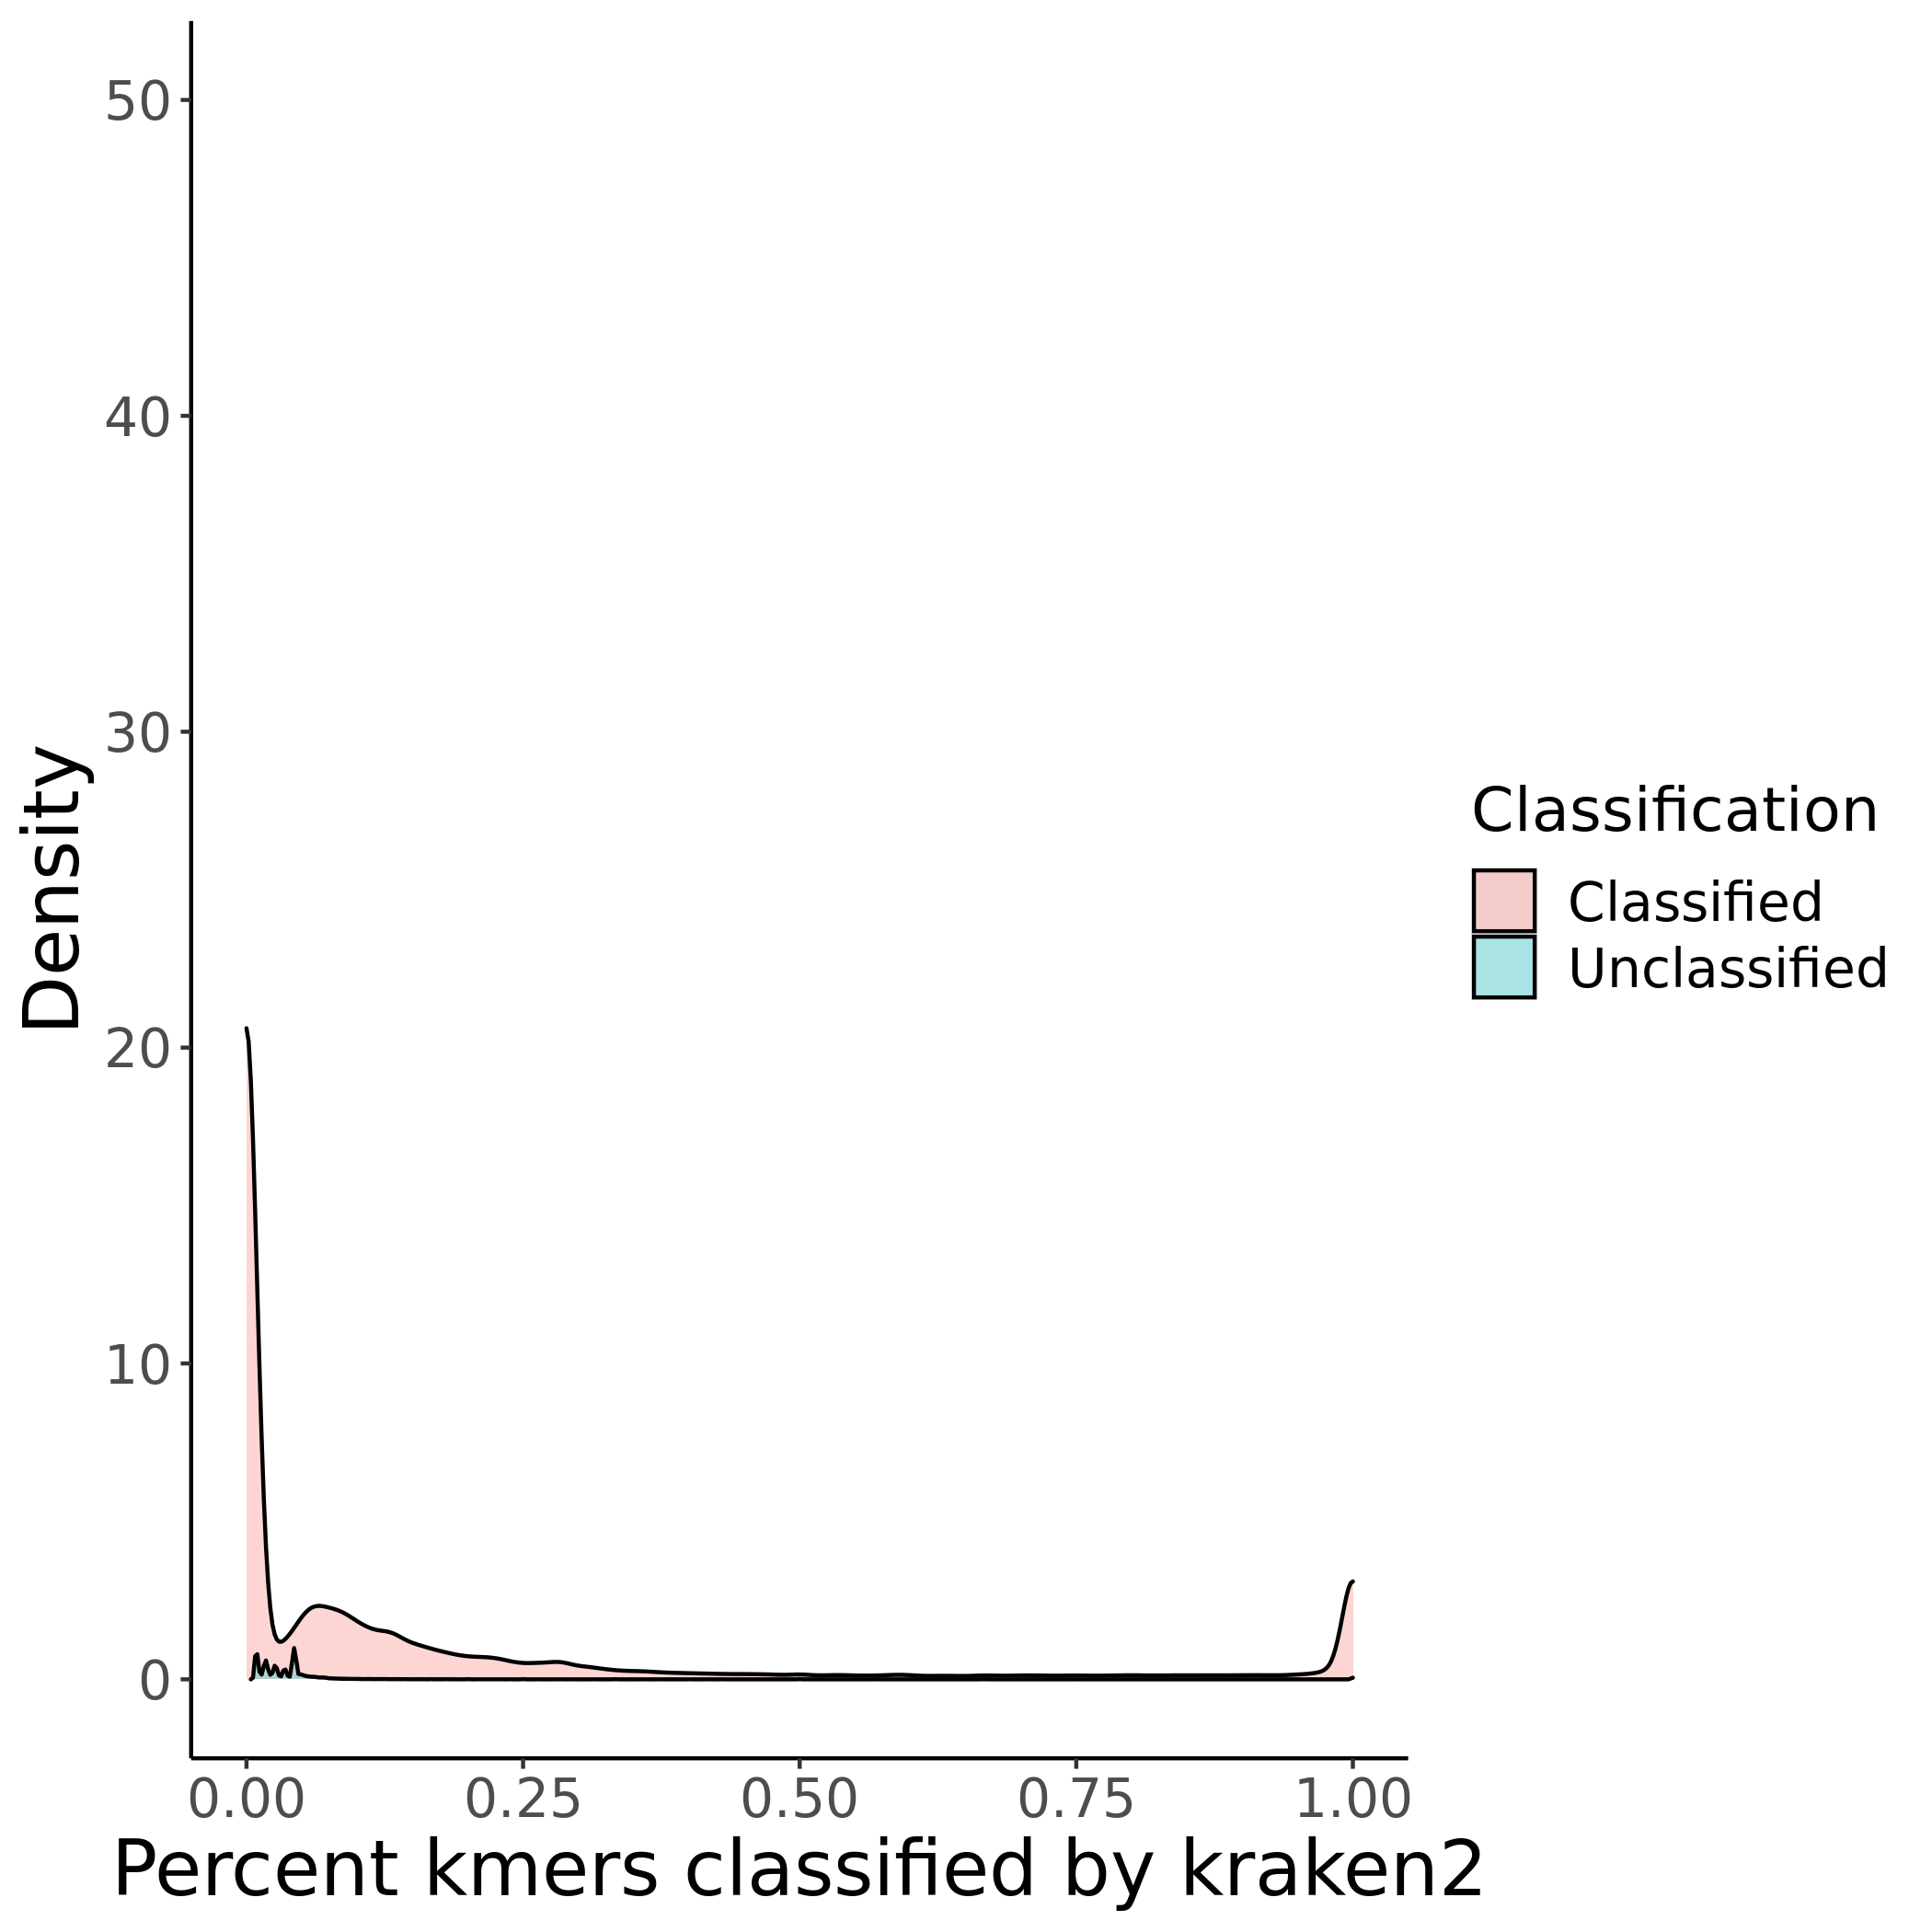 Density
50
40
30
20
10
0
0.00 0.25 0.50 0.75 1.00
Percent kmers classified by kraken2
Classification
Classified
Unclassified